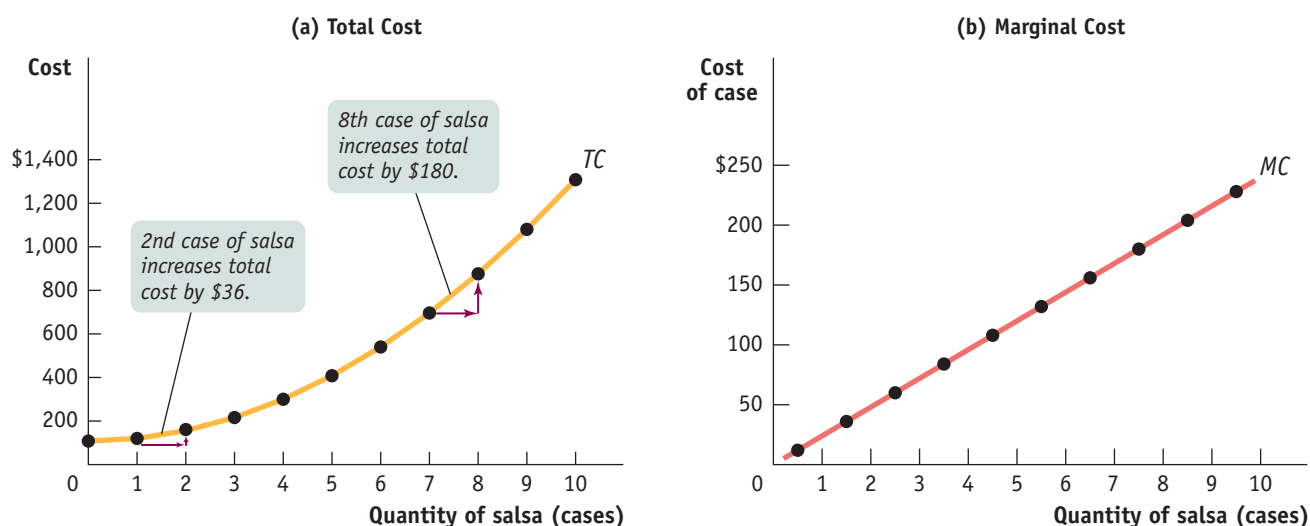 (a) Total Cost
Cost
$1,400
1,200
1,000
800
600
400
200
0 1 2 3 4 5 6 7 8 9 10
Quantity of salsa (cases)
2nd case of salsa
increases total
cost by $36.
8th case of salsa
increases total
cost by $180.
TC
(b) Marginal Cost
Cost
of case
$250
200
150
100
50
0 1 2 3 4 5 6 7 8 9 10
Quantity of salsa (cases)
MC